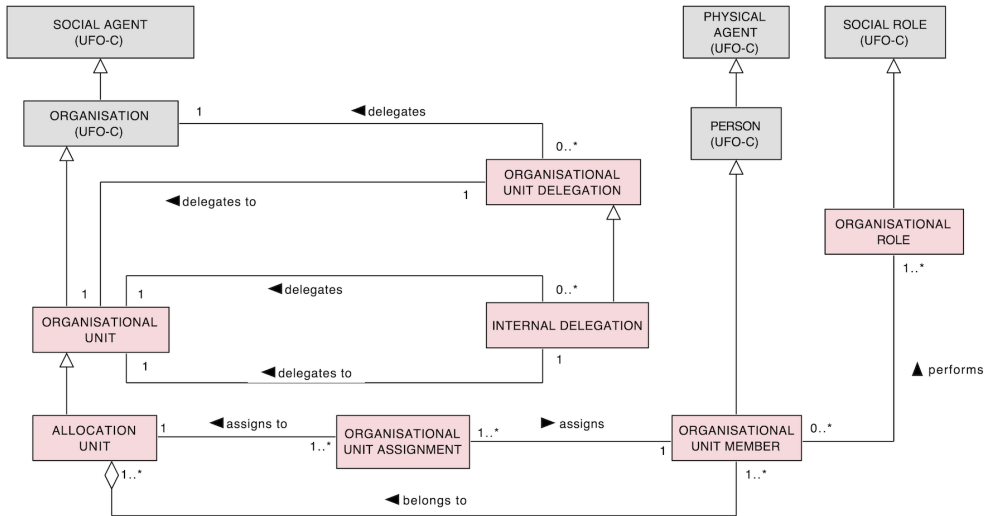 SOCIAL AGENT
(UFO-C)
PHYSICAL
AGENT
(UFO-C)
SOCIAL ROLE
(UFO-C)
ORGANISATION
(UFO-C)
1
◄ delegates
0..*
PERSON
(UFO-C)
ORGANISATIONAL
UNIT DELEGATION
1
◄ delegates to
ORGANISATIONAL
ROLE
1..*
1
1
◄ delegates
0..*
ORGANISATIONAL
UNIT
INTERNAL DELEGATION
1
◄ delegates to
1
▲ performs
ALLOCATION
UNIT
1
◄ assigns to
1..*
ORGANISATIONAL
UNIT ASSIGNMENT
1..*
► assigns
1
ORGANISATIONAL
UNIT MEMBER
0..*
1..*
1..*
◄ belongs to